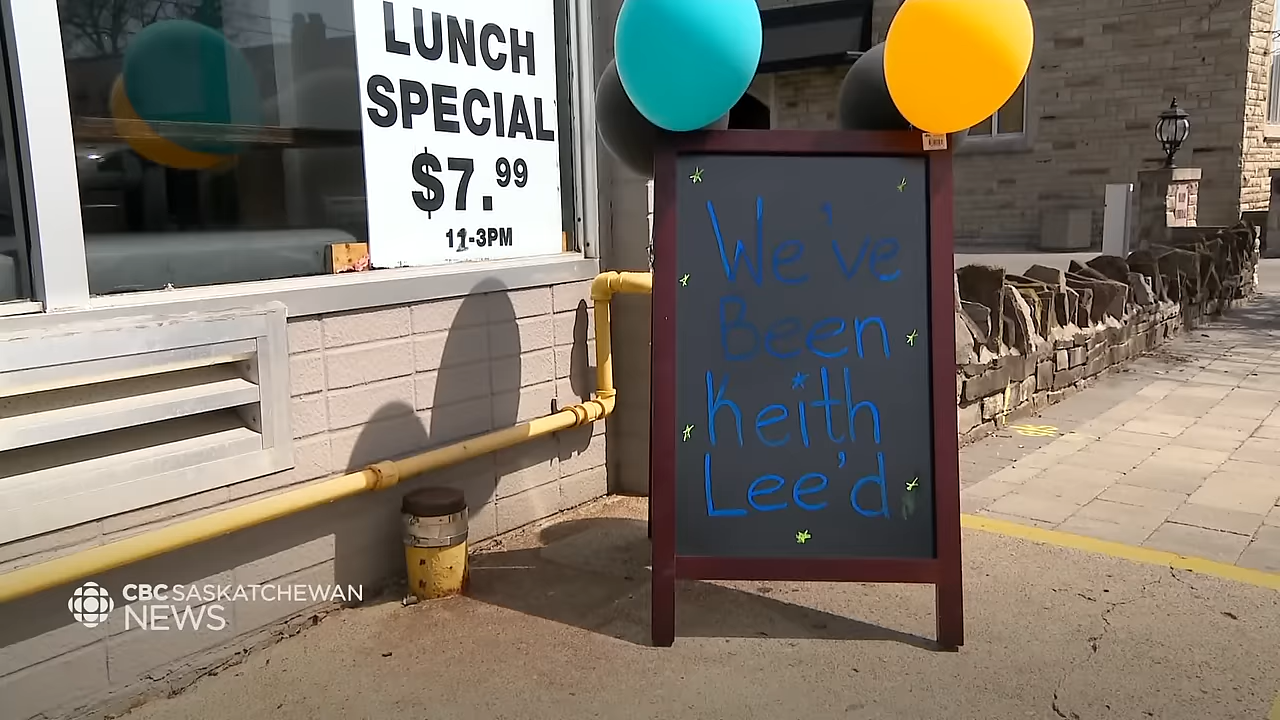 LUNCH
SPECIAL
$7.99
11-3PM
We've
Been
Keith
Lee'd
CBC SASKATCHEWAN
NEWS